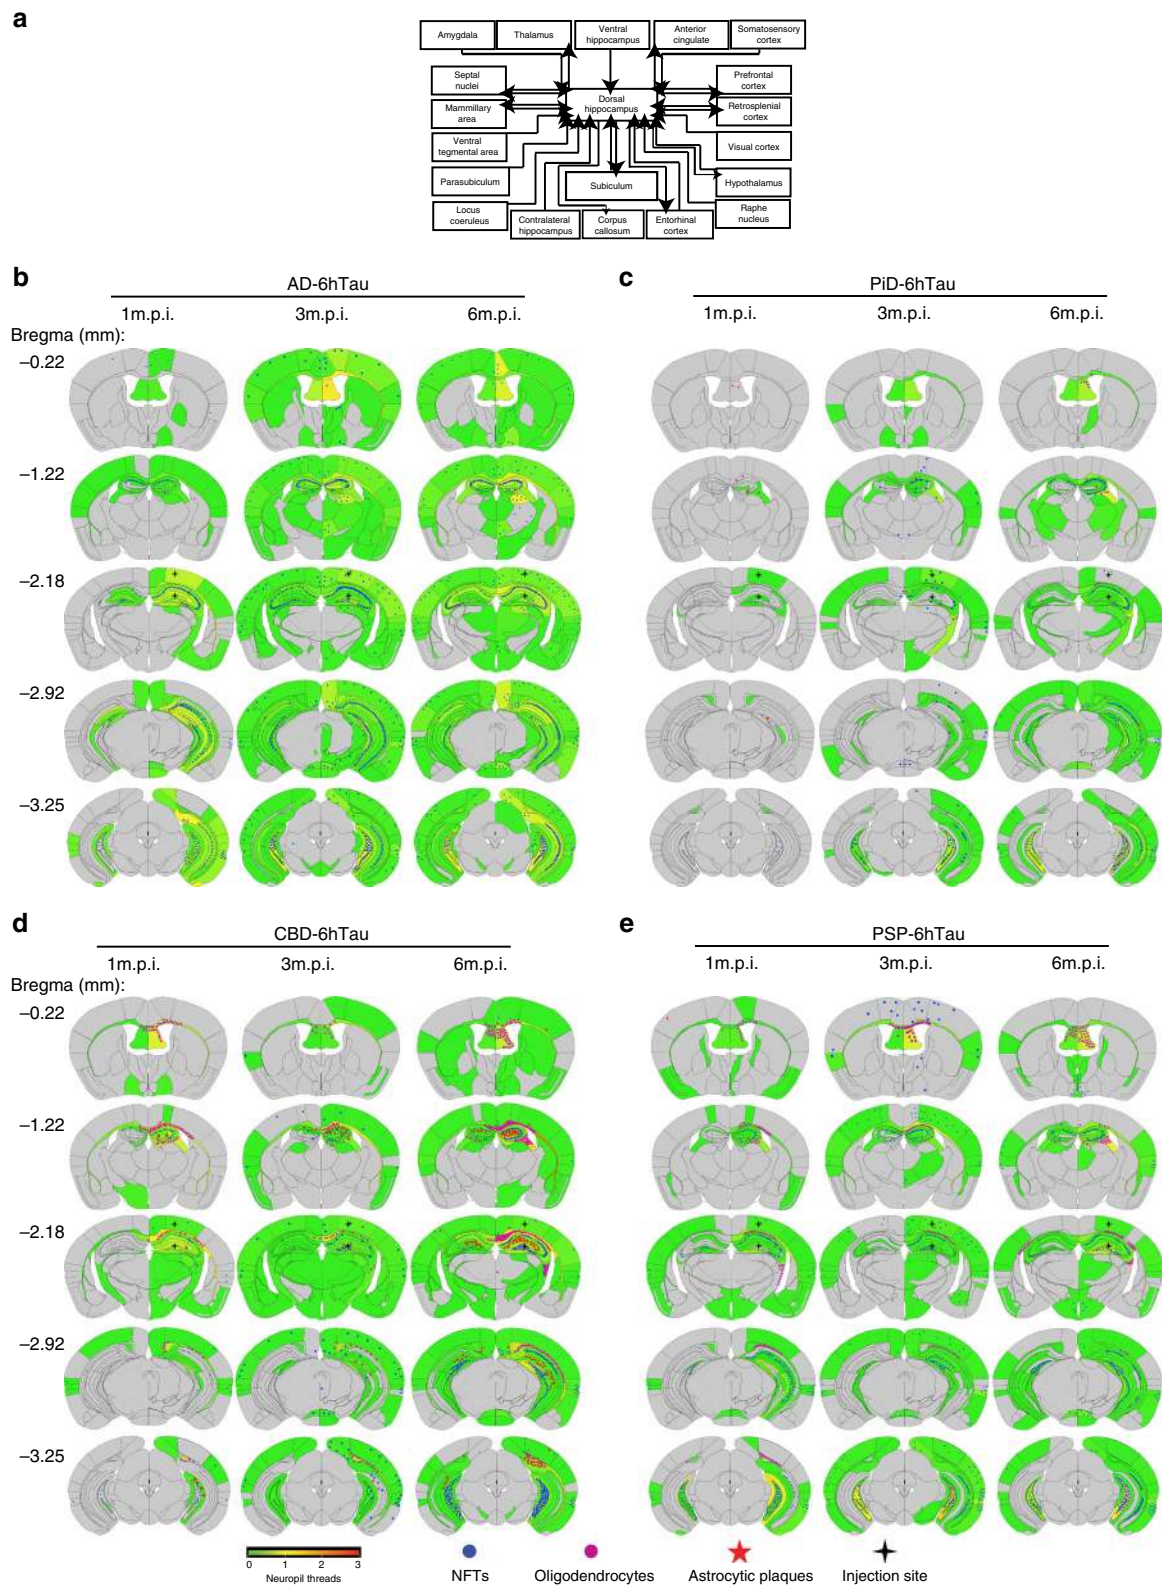 a
Amygdala
Thalamus
Ventral
hippocampus
Anterior
cingulate
Somatosensory
cortex
Septal
nuclei
Prefrontal
cortex
Dorsal
hippocampus
Mammillary
area
Retrosplenial
cortex
Ventral
tegmental area
Visual cortex
Parasubiculum
Subiculum
Hypothalamus
Locus
coeruleus
Contralateral
hippocampus
Corpus
callosum
Entorhinal
cortex
Raphe
nucleus
b
AD-6hTau
1m.p.i.
3m.p.i.
6m.p.i.
Bregma (mm):
–0.22
–1.22
–2.18
–2.92
–3.25
c
PiD-6hTau
1m.p.i.
3m.p.i.
6m.p.i.
d
CBD-6hTau
1m.p.i.
3m.p.i.
6m.p.i.
Bregma (mm):
–0.22
–1.22
–2.18
–2.92
–3.25
e
PSP-6hTau
1m.p.i.
3m.p.i.
6m.p.i.
0 1 2 3
Neuropil threads
NFTs
Oligodendrocytes
Astrocytic plaques
Injection site